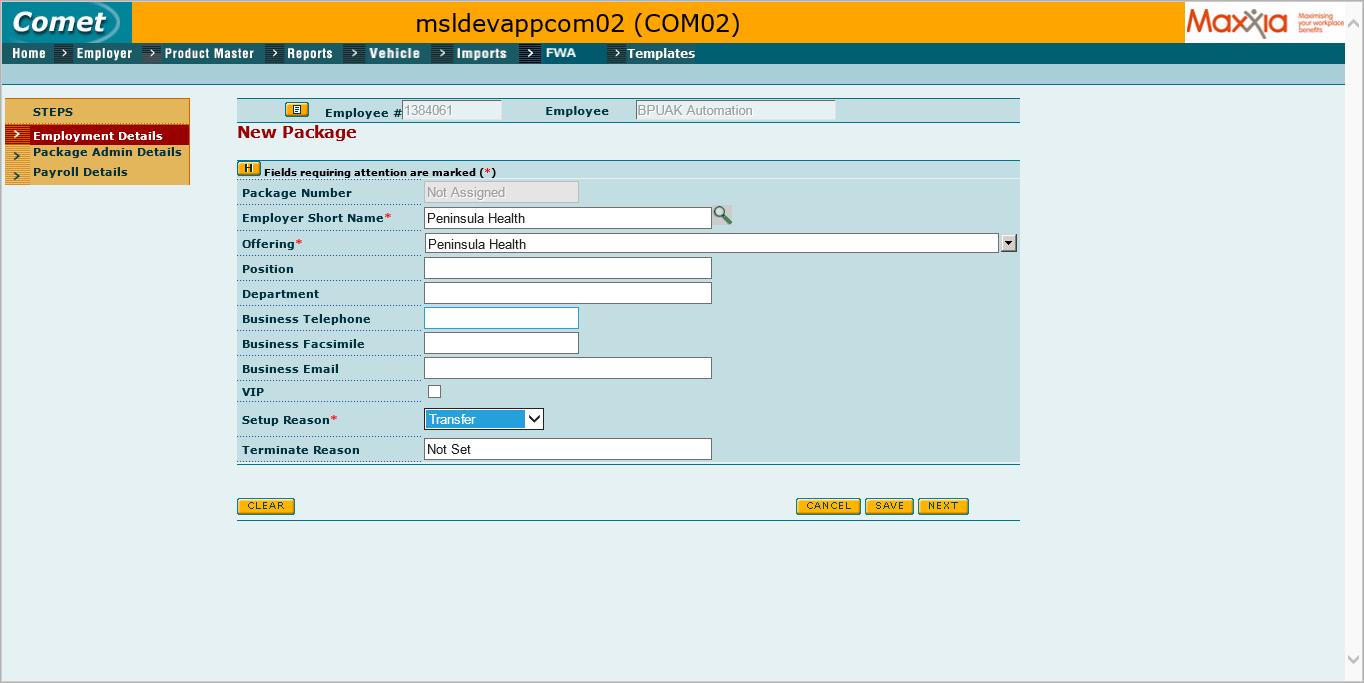 Comet
msldevappcom02 (COM02)
Maxxia Maximising your workplace benefits
Home > Employer > Product Master > Reports > Vehicle > Imports > FWA > Templates
STEPS
> Employment Details
> Package Admin Details
> Payroll Details
Employee # 1384061 Employee BPUAK Automation
New Package
H Fields requiring attention are marked (*)
Package Number Not Assigned
Employer Short Name* Peninsula Health
Offering* Peninsula Health
Position
Department
Business Telephone
Business Facsimile
Business Email
VIP
Setup Reason* Transfer
Terminate Reason Not Set
CLEAR CANCEL SAVE NEXT